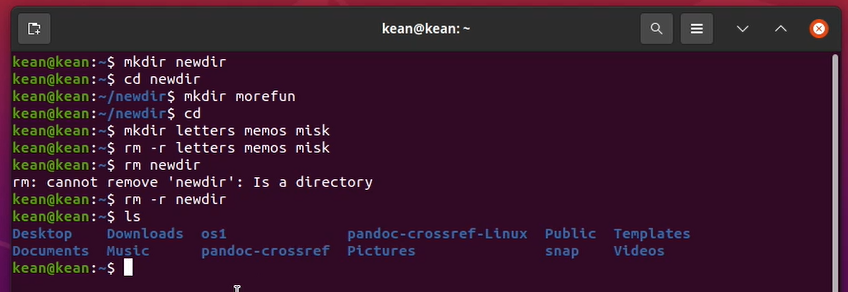 kean@kean: ~
kean@kean:~$ mkdir newdir
kean@kean:~$ cd newdir
kean@kean:~/newdir$ mkdir morefun
kean@kean:~/newdir$ cd
kean@kean:~$ mkdir letters memos misk
kean@kean:~$ rm -r letters memos misk
kean@kean:~$ rm newdir
rm: cannot remove 'newdir': Is a directory
kean@kean:~$ rm -r newdir
kean@kean:~$ ls
Desktop Downloads os1 pandoc-crossref-Linux Public Templates
Documents Music pandoc-crossref Pictures snap Videos
kean@kean:~$